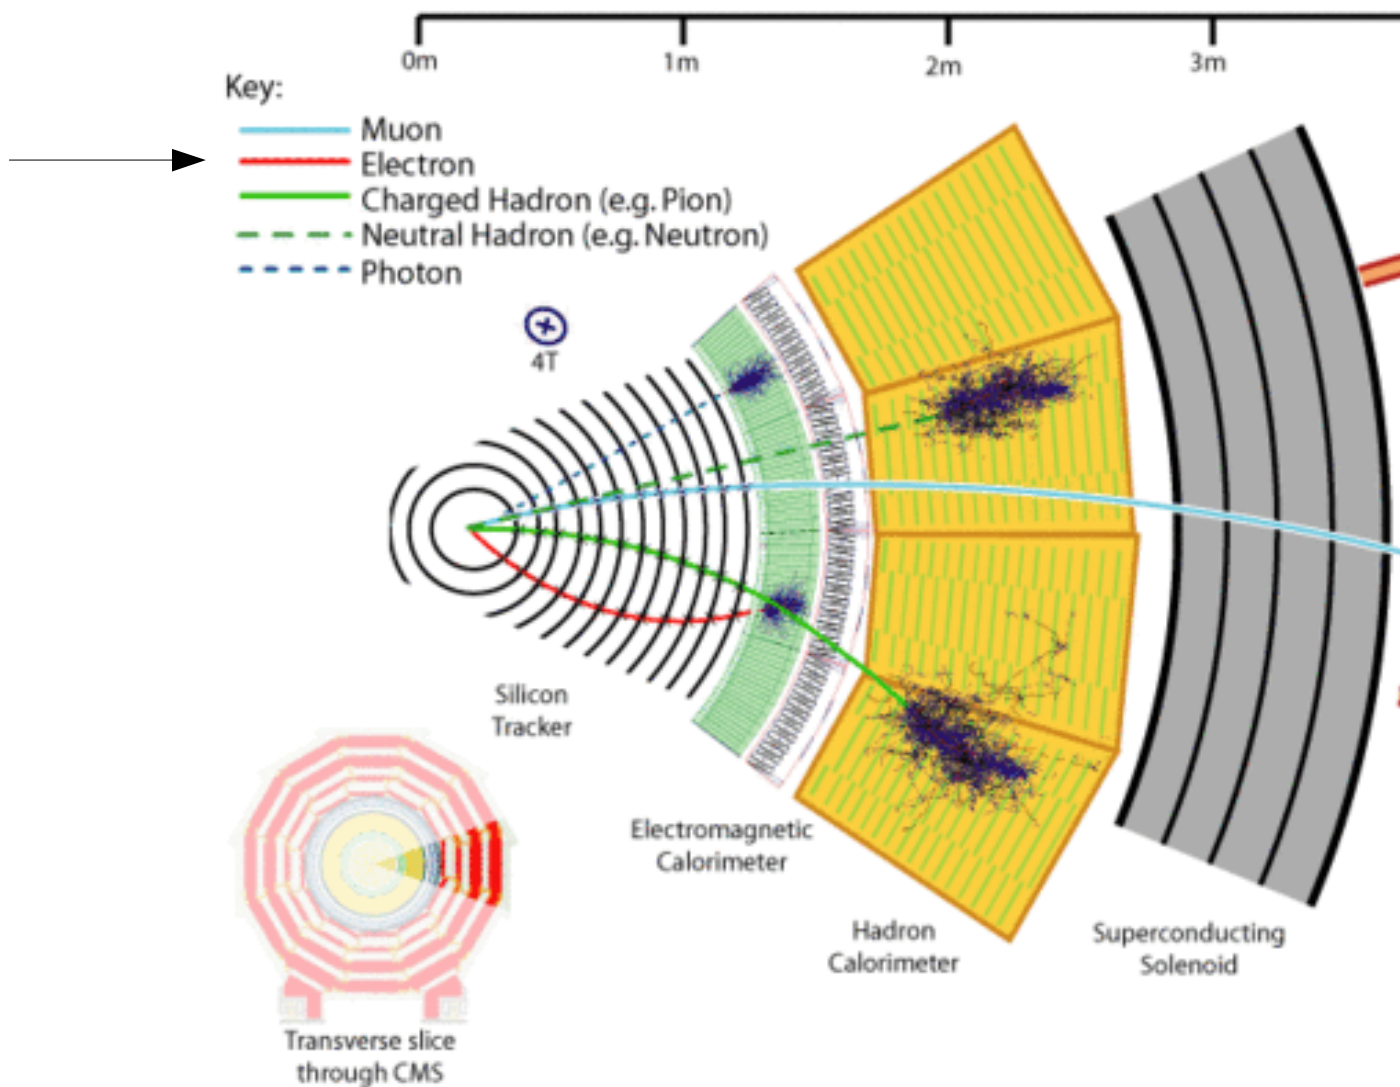 0m 1m 2m 3m
Key:
Muon
Electron
Charged Hadron (e.g. Pion)
Neutral Hadron (e.g. Neutron)
Photon
4T
Silicon
Tracker
Electromagnetic
Calorimeter
Hadron
Calorimeter
Superconducting
Solenoid
Transverse slice
through CMS